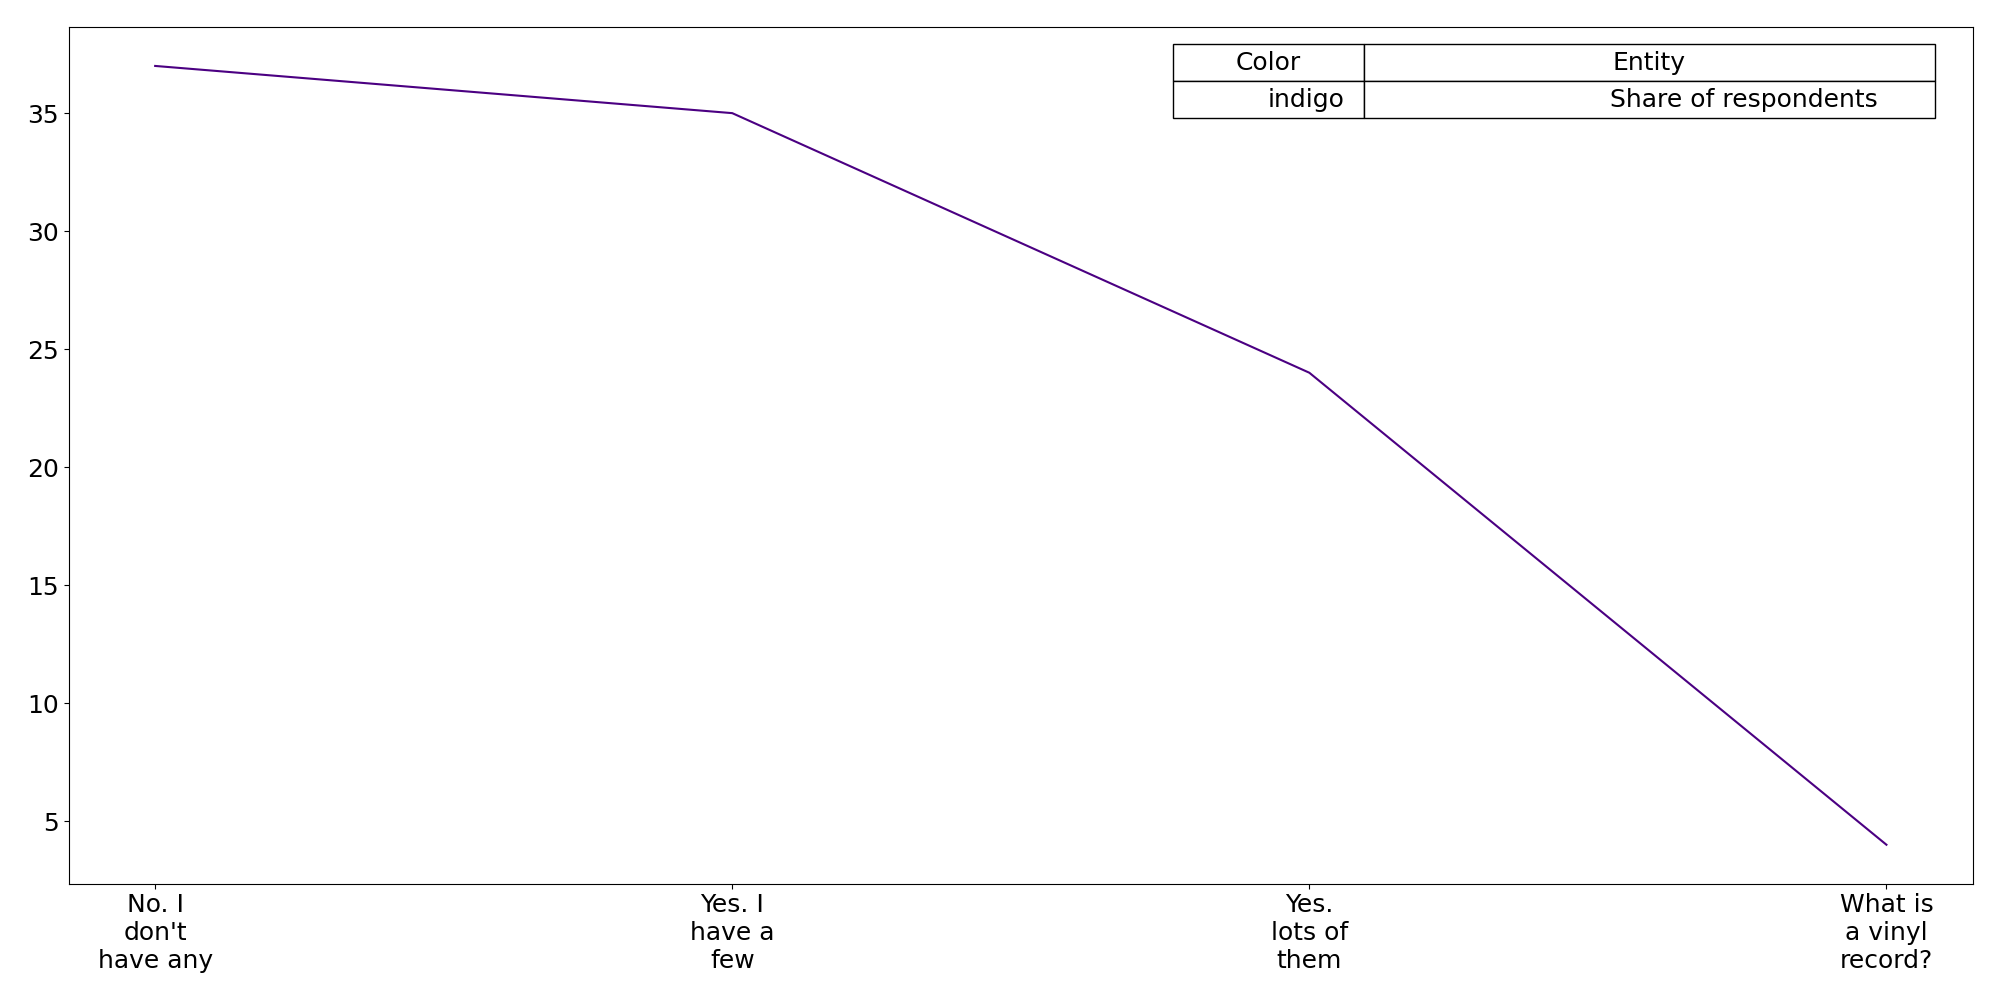 Color Entity
indigo Share of respondents
35
30
25
20
15
10
5
No. I
don't
have any
Yes. I
have a
few
Yes.
lots of
them
What is
a vinyl
record?